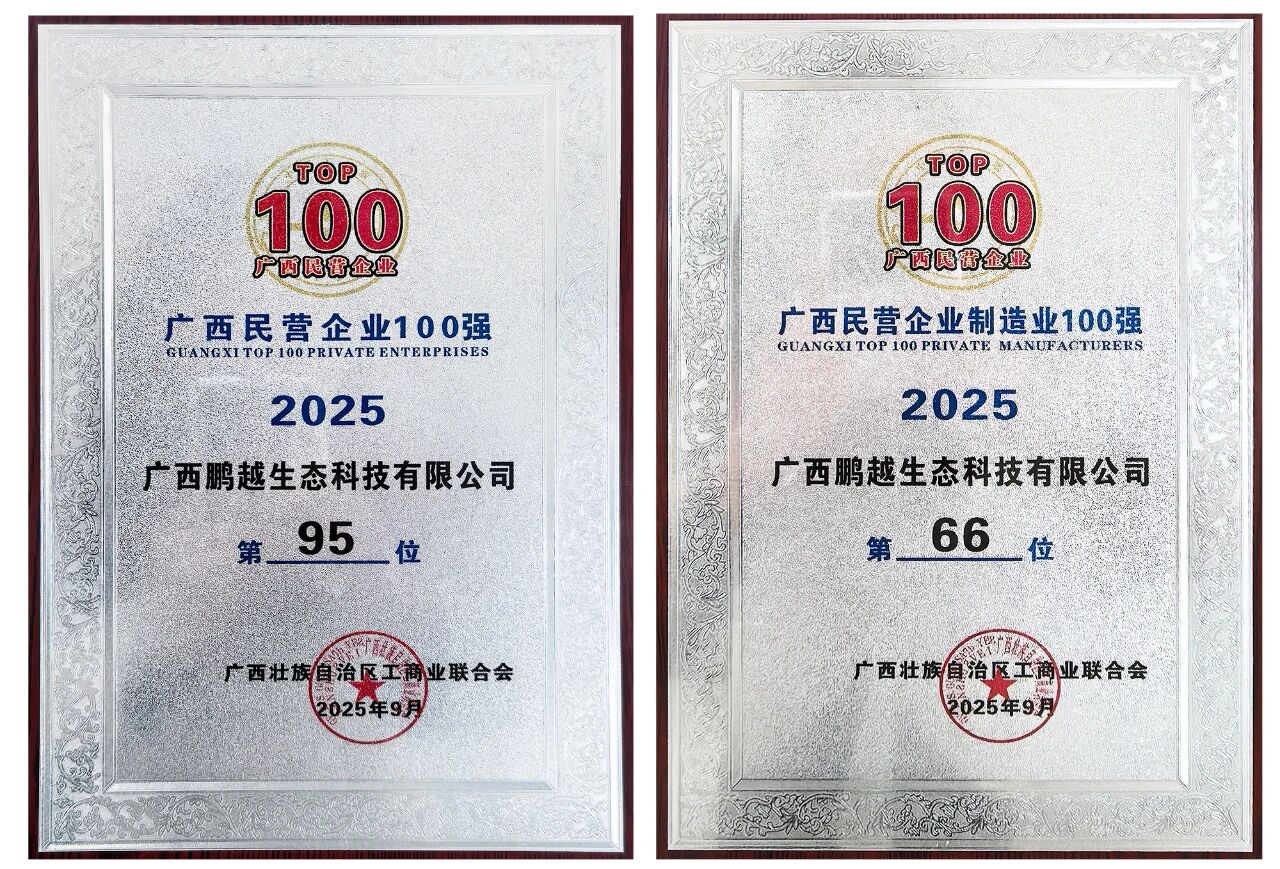 TOP
100
广西民营企业
广西民营企业100强
GUANGXI TOP 100 PRIVATE ENTERPRISES
2025
广西鹏越生态科技有限公司
第 95 位
广西壮族自治区工商业联合会
2025年9月
TOP
100
广西民营企业
广西民营企业制造业100强
GUANGXI TOP 100 PRIVATE MANUFACTURERS
2025
广西鹏越生态科技有限公司
第 66 位
广西壮族自治区工商业联合会
2025年9月